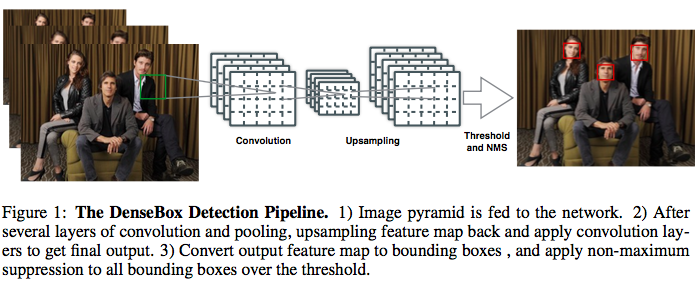 Convolution
Upsampling
Threshold
and NMS
Figure 1: The DenseBox Detection Pipeline. 1) Image pyramid is fed to the network. 2) After
several layers of convolution and pooling, upsampling feature map back and apply convolution lay-
ers to get final output. 3) Convert output feature map to bounding boxes , and apply non-maximum
suppression to all bounding boxes over the threshold.